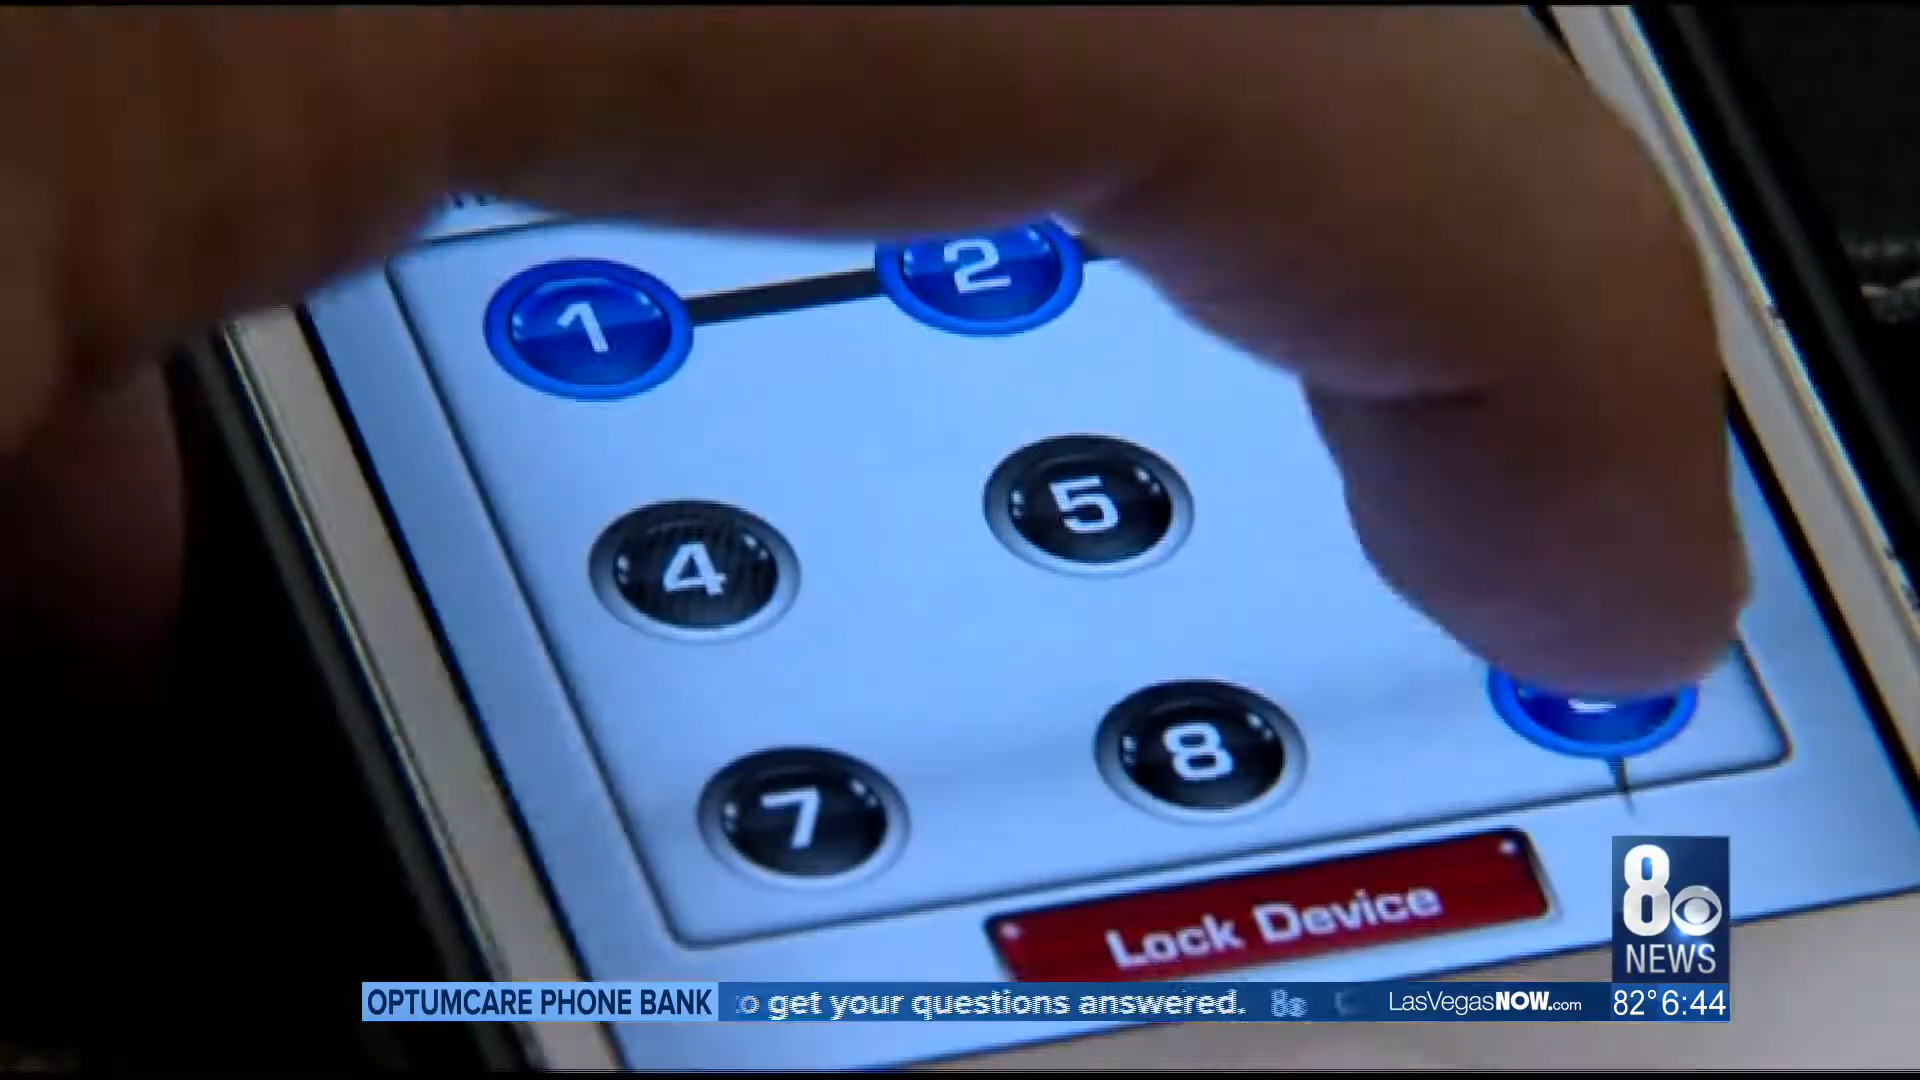 1
2
4
5
7
8
Lock Device
8
NEWS
OPTUMCARE PHONE BANK
o get your questions answered.
8
LasVegasNOW.com
82° 6:44